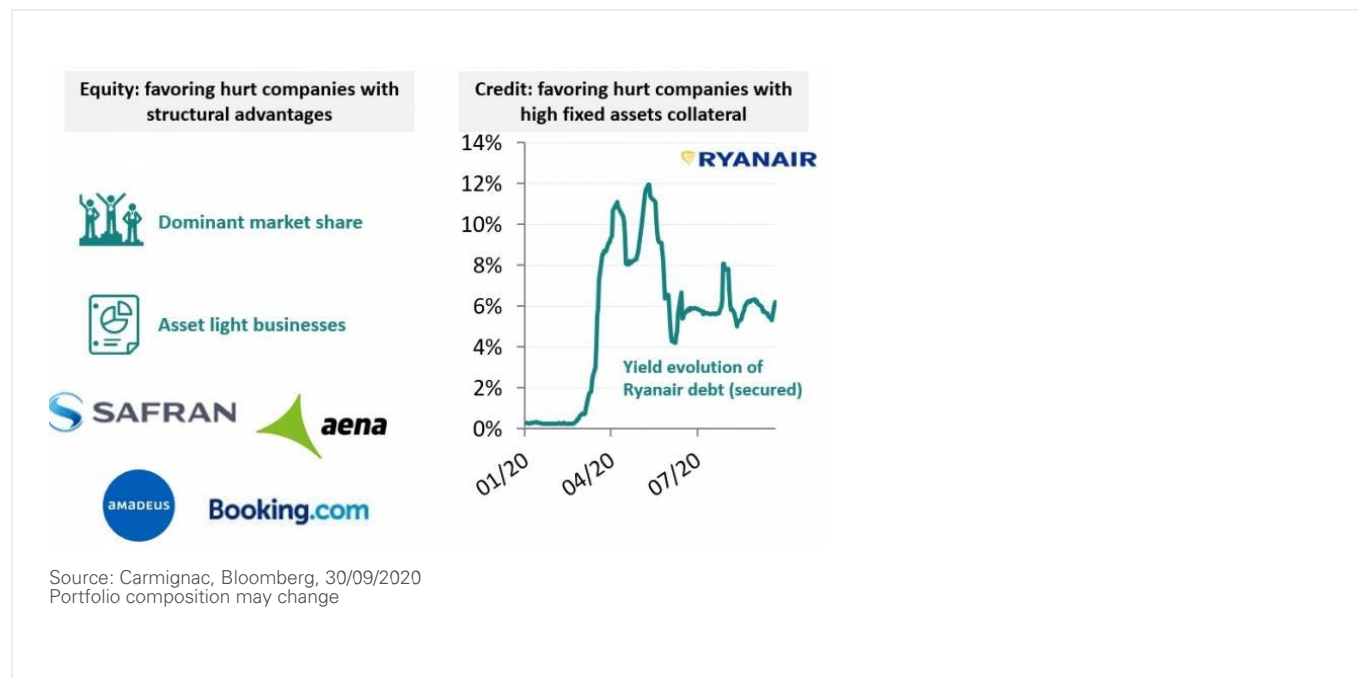 Equity: favoring hurt companies with
structural advantages
Dominant market share
Asset light businesses
SAFRAN
aena
amadeus
Booking.com
Credit: favoring hurt companies with
high fixed assets collateral
RYANAIR
14%
12%
10%
8%
6%
4%
2%
0%
Yield evolution of
Ryanair debt (secured)
01/20
04/20
07/20
Source: Carmignac, Bloomberg, 30/09/2020
Portfolio composition may change